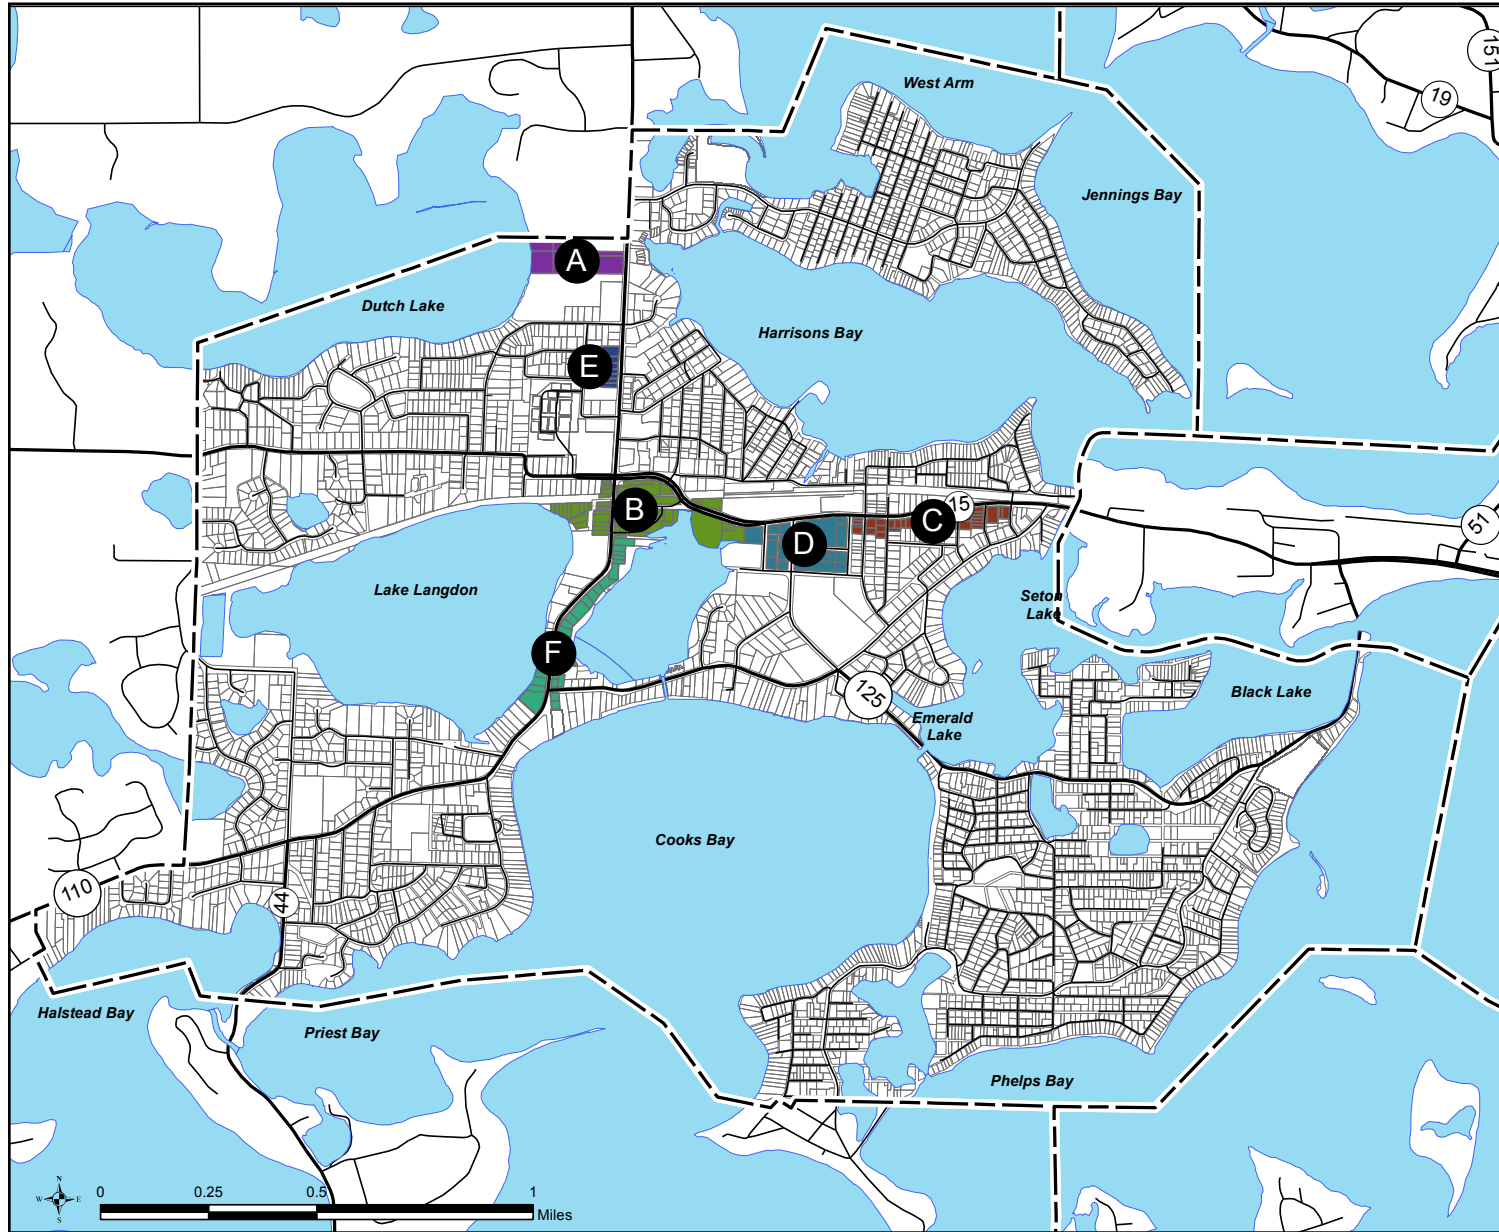 151
19
West Arm
Jennings Bay
A
Dutch Lake
Harrisons Bay
E
B
C
15
51
D
Lake Langdon
Seton
Lake
F
125
Black Lake
Emerald
Lake
Cooks Bay
110
44
Halstead Bay
Priest Bay
Phelps Bay
N
W E
S
0 0.25 0.5 1
Miles